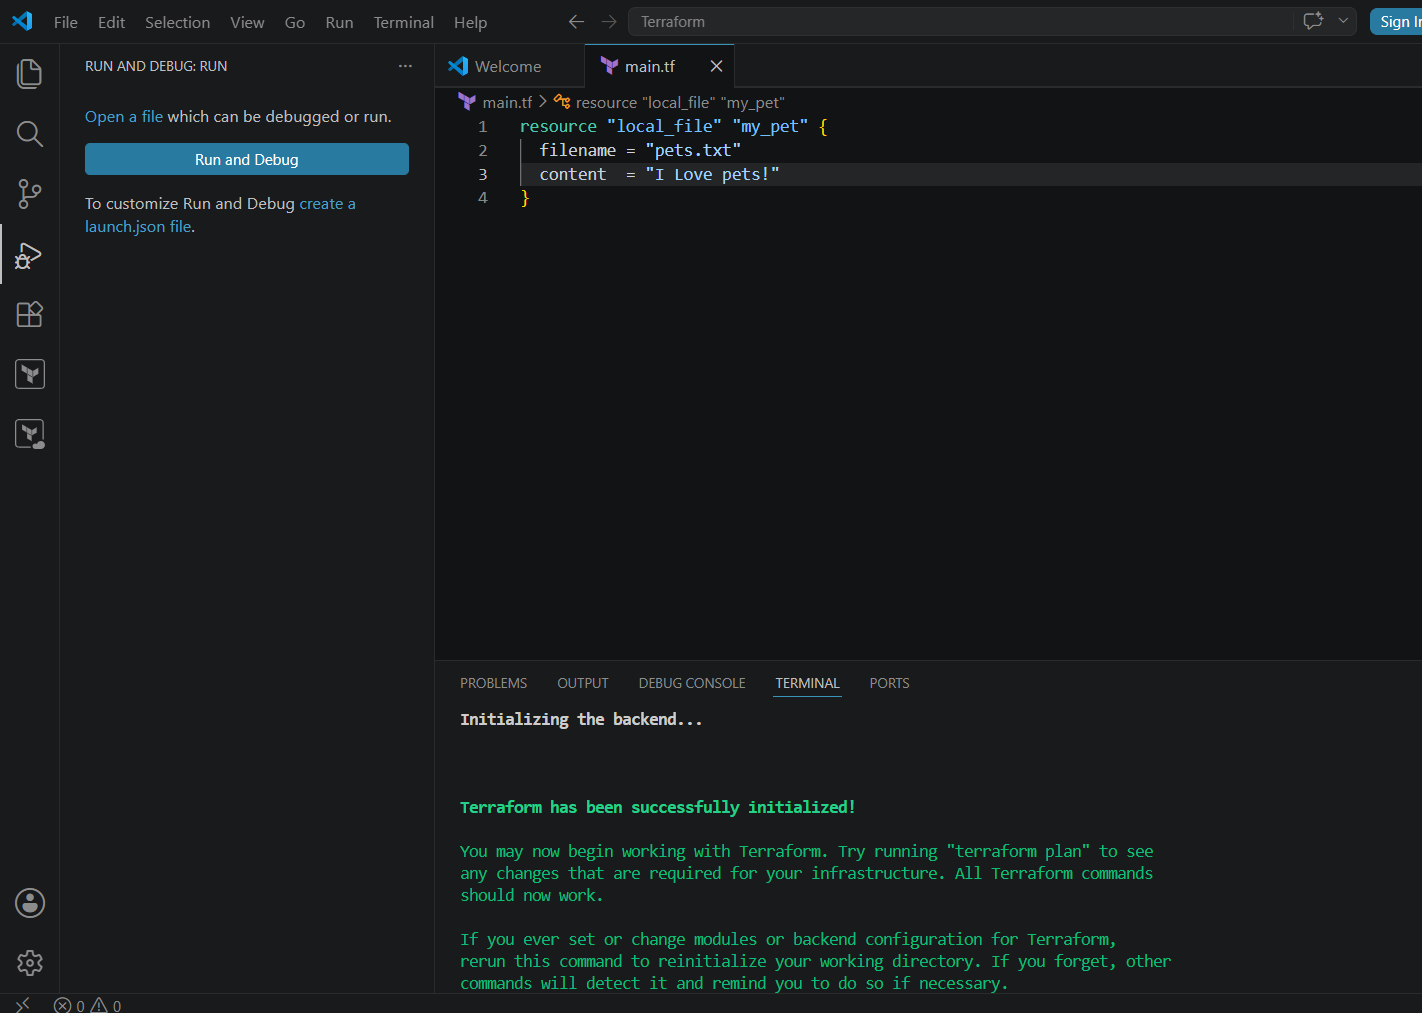 File Edit Selection View Go Run Terminal Help
Terraform
RUN AND DEBUG: RUN
Open a file which can be debugged or run.
Run and Debug
To customize Run and Debug create a
launch.json file.
Welcome
main.tf
main.tf > resource "local_file" "my_pet"
1 resource "local_file" "my_pet" {
2 filename = "pets.txt"
3 content  = "I Love pets!"
4 }
PROBLEMS OUTPUT DEBUG CONSOLE TERMINAL PORTS
Initializing the backend...
Terraform has been successfully initialized!
You may now begin working with Terraform. Try running "terraform plan" to see
any changes that are required for your infrastructure. All Terraform commands
should now work.
If you ever set or change modules or backend configuration for Terraform,
rerun this command to reinitialize your working directory. If you forget, other
commands will detect it and remind you to do so if necessary.
0 0